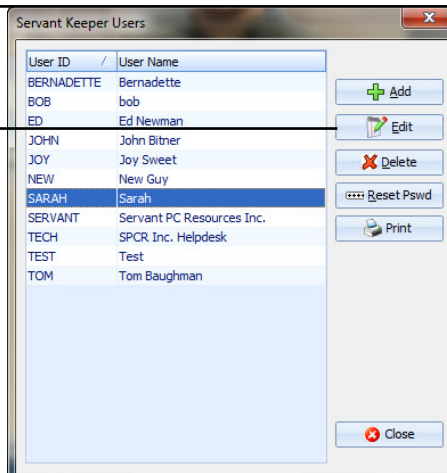 Servant Keeper Users
User ID / User Name
BERNADETTE Bernadette
BOB bob
ED Ed Newman
JOHN John Bitner
JOY Joy Sweet
NEW New Guy
SARAH Sarah
SERVANT Servant PC Resources Inc.
TECH SPCR Inc. Helpdesk
TEST Test
TOM Tom Baughman
Add
Edit
Delete
Reset Pswd
Print
Close